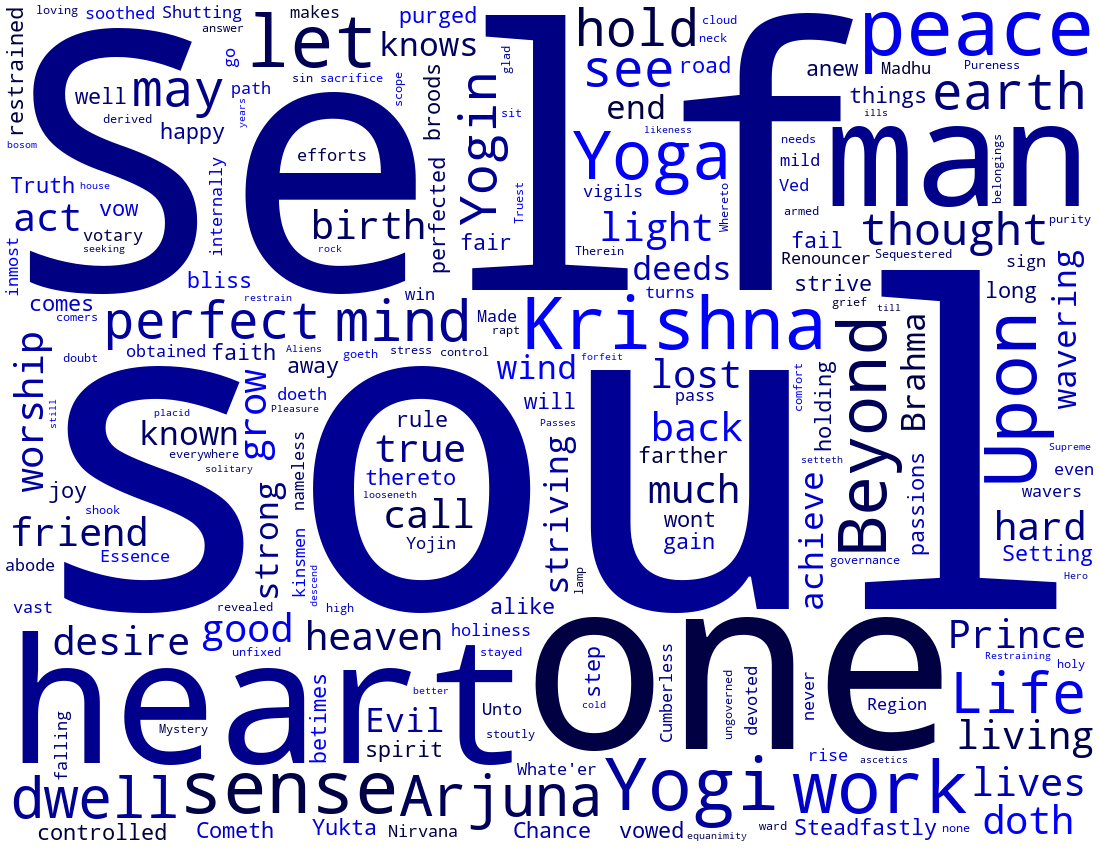 Self
soul
heart
one
man
let
hold
peace
see
may
Yogin
Yoga
earth
light
birth
deeds
thought
act
perfect
mind
Krishna
Beyond
Upon
wavering
Brahma
worship
known
grow
true
call
lost
back
much
striving
achieve
hard
friend
strong
desire
good
heaven
Evil
spirit
dwell
sense
Arjuna
Yogi
work
Prince
Life
living
lives
doth
loving
soothed
Shutting
answer
makes
purged
knows
cloud
neck
restrained
well
derived
go
path
years
sin
sacrifice
scope
broods
glad
sit
road
end
anew
Madhu
Pureness
things
ills
likeness
needs
mild
Ved
armed
belongings
purity
bosom
happy
efforts
Truth
house
vow
votary
seeking
internally
perfected
fair
Truest
vigils
Whereto
Therein
fail
Renouncer
Sequestered
sign
inmost
bliss
rock
restrain
win
turns
strive
grief
till
long
comes
comers
Made
rapt
doubt
obtained
faith
Aliens
away
goeth
stress
control
wind
forfeit
doeth
Pleasure
will
Passes
pass
comfort
holding
placid
everywhere
solitary
rule
thereto
looseneth
Yojin
farther
wont
gain
setteth
Supreme
even
wavers
passions
still
joy
shook
nameless
Essence
kinsmen
descend
abode
Setting
governance
Hero
lamp
vast
revealed
high
alike
unfixed
holiness
stayed
better
betimes
Unto
stoutly
step
cold
Cumberless
ungoverned
devoted
never
Region
Restraining
holy
falling
Mystery
Whate'er
rise
ascetics
controlled
Cometh
Yukta
Nirvana
Chance
vowed
equanimity
ward
Steadfastly
none